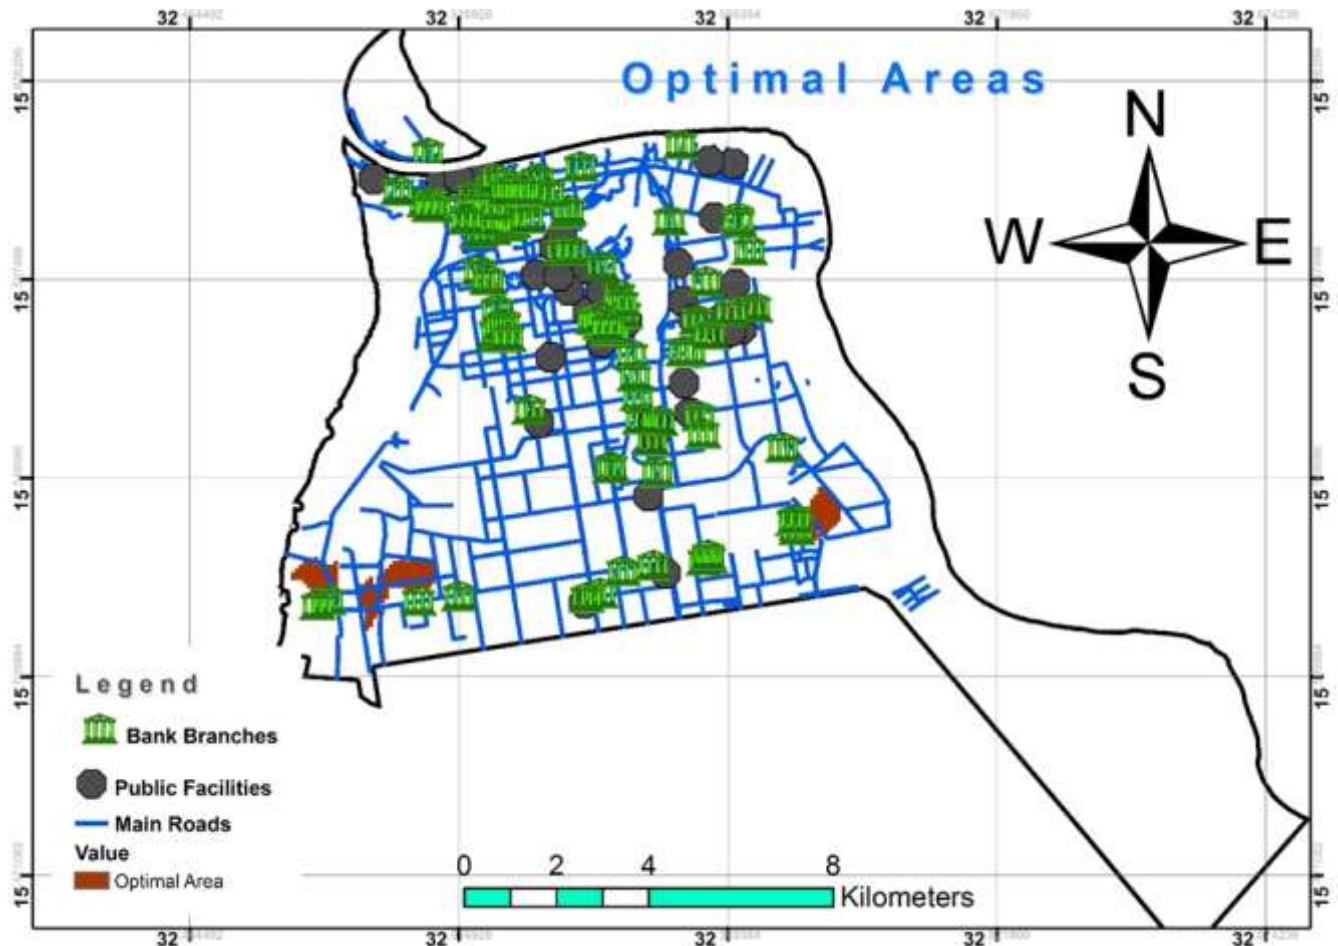 32 32 32 32 32
Optimal Areas
N
W E
S
15 15
15 15
15 15
15 15
15 15
Legend
Bank Branches
Public Facilities
Main Roads
Value
Optimal Area
0 2 4 8
Kilometers
32 32 32 32 32